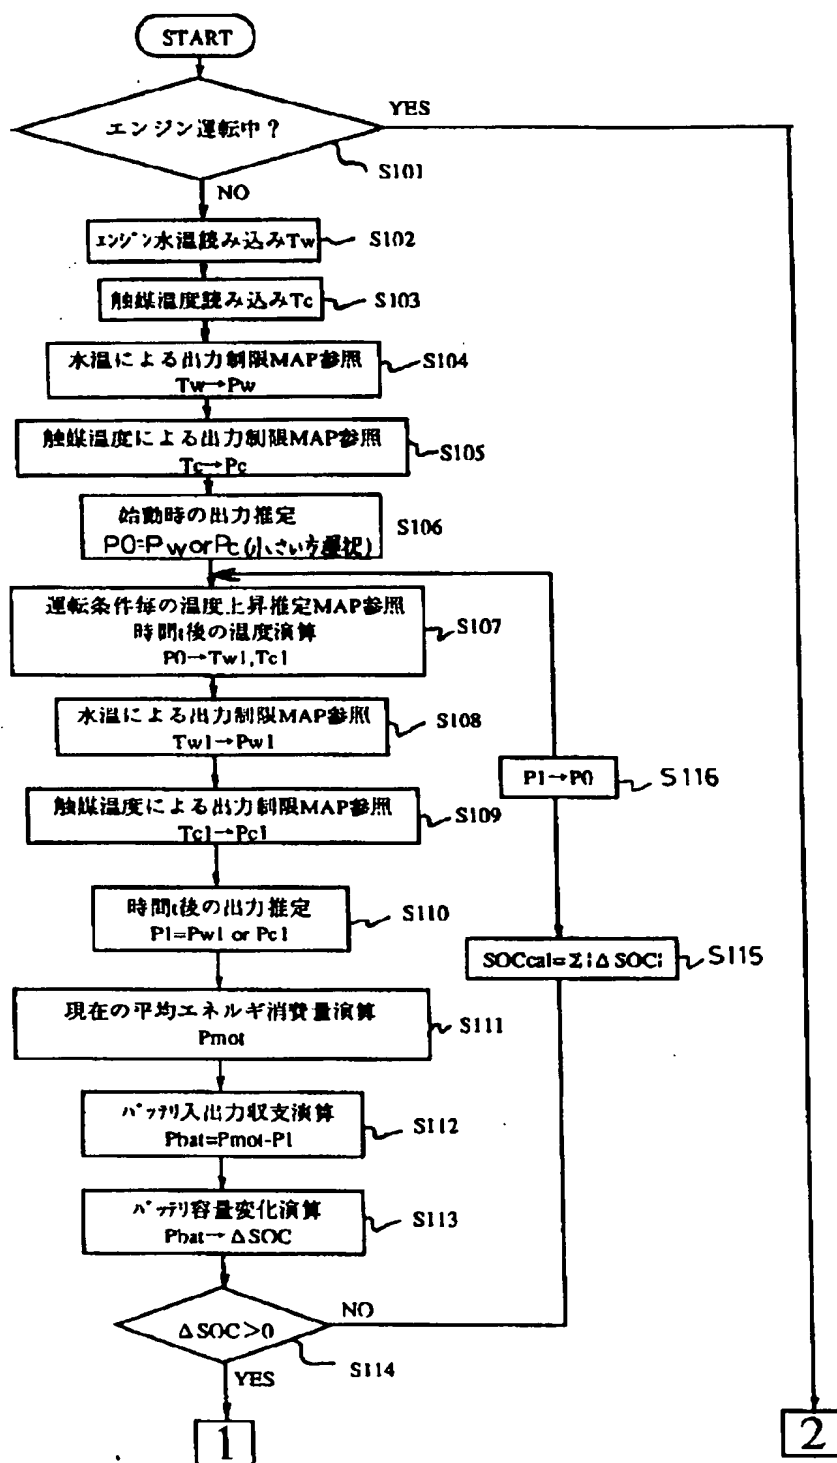 START
エンジン運転中？
YES
S101
NO
エンジン水温読み込みTw
S102
触媒温度読み込みTc
S103
水温による出力制限MAP参照
Tw→Pw
S104
触媒温度による出力制限MAP参照
Tc→Pc
S105
始動時の出力推定
P0=PworPc(小さい方選択)
S106
運転条件毎の温度上昇推定MAP参照
時間t後の温度演算
P0→Tw1,Tc1
S107
水温による出力制限MAP参照
Tw1→Pw1
S108
P1→P0
S116
触媒温度による出力制限MAP参照
Tc1→Pc1
S109
時間t後の出力推定
P1=Pw1 or Pc1
S110
SOCcal=Σi ΔSOCi
S115
現在の平均エネルギ消費量演算
Pmot
S111
バッテリ入出力収支演算
Pbat=Pmot-P1
S112
バッテリ容量変化演算
Pbat→ΔSOC
S113
ΔSOC>0
NO
S114
YES
1
2